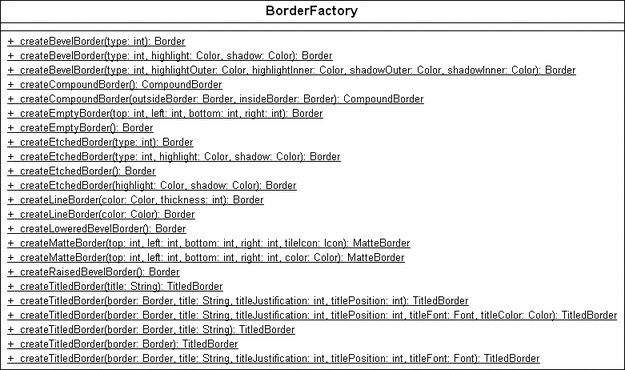 BorderFactory
+ createBevelBorder(type: int): Border
+ createBevelBorder(type: int, highlight: Color, shadow: Color): Border
+ createBevelBorder(type: int, highlightOuter: Color, highlightInner: Color, shadowOuter: Color, shadowInner: Color): Border
+ createCompoundBorder(): CompoundBorder
+ createCompoundBorder(outsideBorder: Border, insideBorder: Border): CompoundBorder
+ createEmptyBorder(top: int, left: int, bottom: int, right: int): Border
+ createEmptyBorder(): Border
+ createEtchedBorder(type: int): Border
+ createEtchedBorder(type: int, highlight: Color, shadow: Color): Border
+ createEtchedBorder(): Border
+ createEtchedBorder(highlight: Color, shadow: Color): Border
+ createLineBorder(color: Color, thickness: int): Border
+ createLineBorder(color: Color): Border
+ createLoweredBevelBorder(): Border
+ createMatteBorder(top: int, left: int, bottom: int, right: int, tileIcon: Icon): MatteBorder
+ createMatteBorder(top: int, left: int, bottom: int, right: int, color: Color): MatteBorder
+ createRaisedBevelBorder(): Border
+ createTitledBorder(title: String): TitledBorder
+ createTitledBorder(border: Border, title: String, titleJustification: int, titlePosition: int): TitledBorder
+ createTitledBorder(border: Border, title: String, titleJustification: int, titlePosition: int, titleFont: Font, titleColor: Color): TitledBorder
+ createTitledBorder(border: Border, title: String): TitledBorder
+ createTitledBorder(border: Border): TitledBorder
+ createTitledBorder(border: Border, title: String, titleJustification: int, titlePosition: int, titleFont: Font): TitledBorder